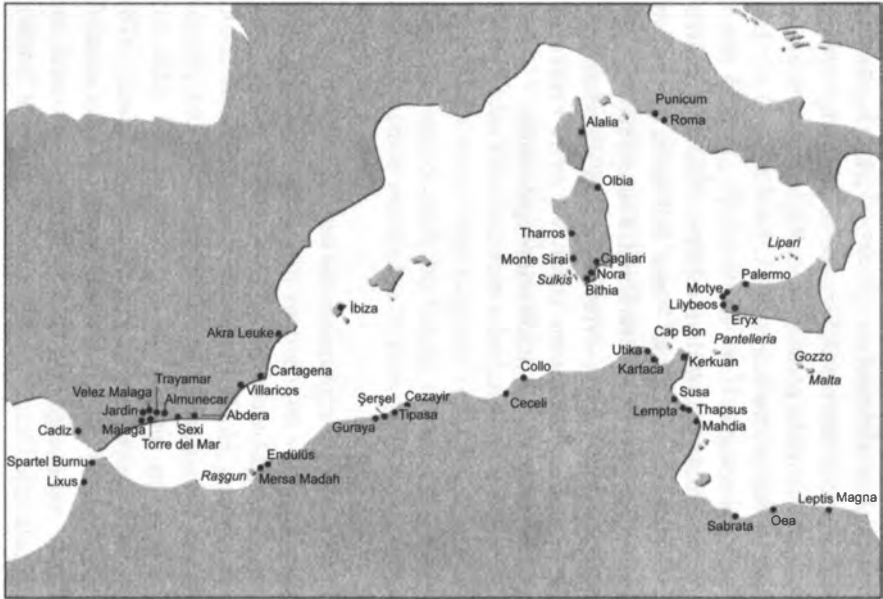 Punicum
Roma
Alalia
Olbia
Tharros
Monte Sirai
Cagliari
Sulkis
Nora
Bithia
Lipari
Palermo
Motye
Lilybeos
Eryx
İbiza
Akra Leuke
Cap Bon
Pantelleria
Utika
Kartaca
Kerkuan
Gozzo
Malta
Cartagena
Villaricos
Trayamar
Velez Malaga
Almunecar
Jardin
Malaga
Sexi
Abdera
Torre del Mar
Cadiz
Collo
Ceceli
Şerşel
Cezayir
Guraya
Tipasa
Susa
Lempta
Thapsus
Mahdia
Spartel Burnu
Lixus
Endülüs
Raşgun
Mersa Madah
Leptis Magna
Sabrata
Oea